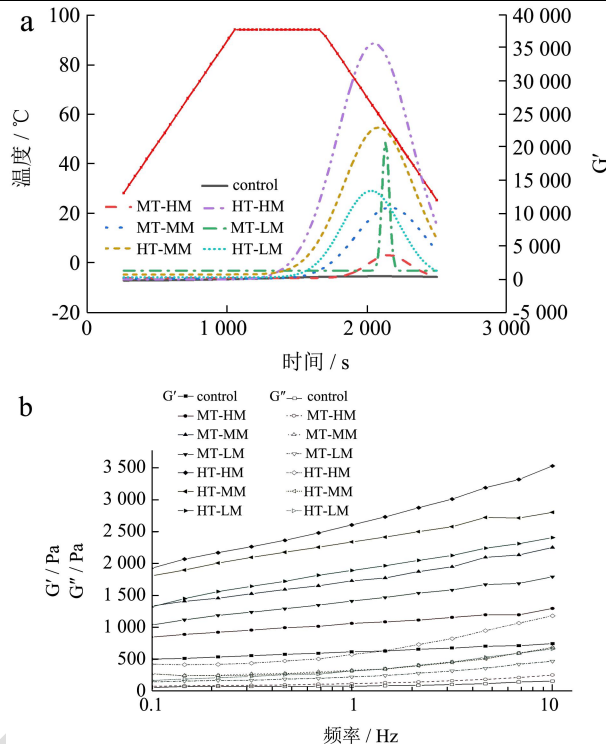 a
100
80
60
40
20
0
-20
温度 / ℃
40 000
35 000
30 000
25 000
20 000
15 000
10 000
5 000
0
-5 000
G′
control
MT-HM HT-HM
MT-MM MT-LM
HT-MM HT-LM
0 1 000 2 000 3 000
时间 / s
b
G′ control G″ control
MT-HM MT-HM
MT-MM MT-MM
MT-LM MT-LM
HT-HM HT-HM
HT-MM HT-MM
HT-LM HT-LM
3 500
3 000
2 500
2 000
1 500
1 000
500
0
G′ / Pa
G″ / Pa
0.1 1 10
频率 / Hz